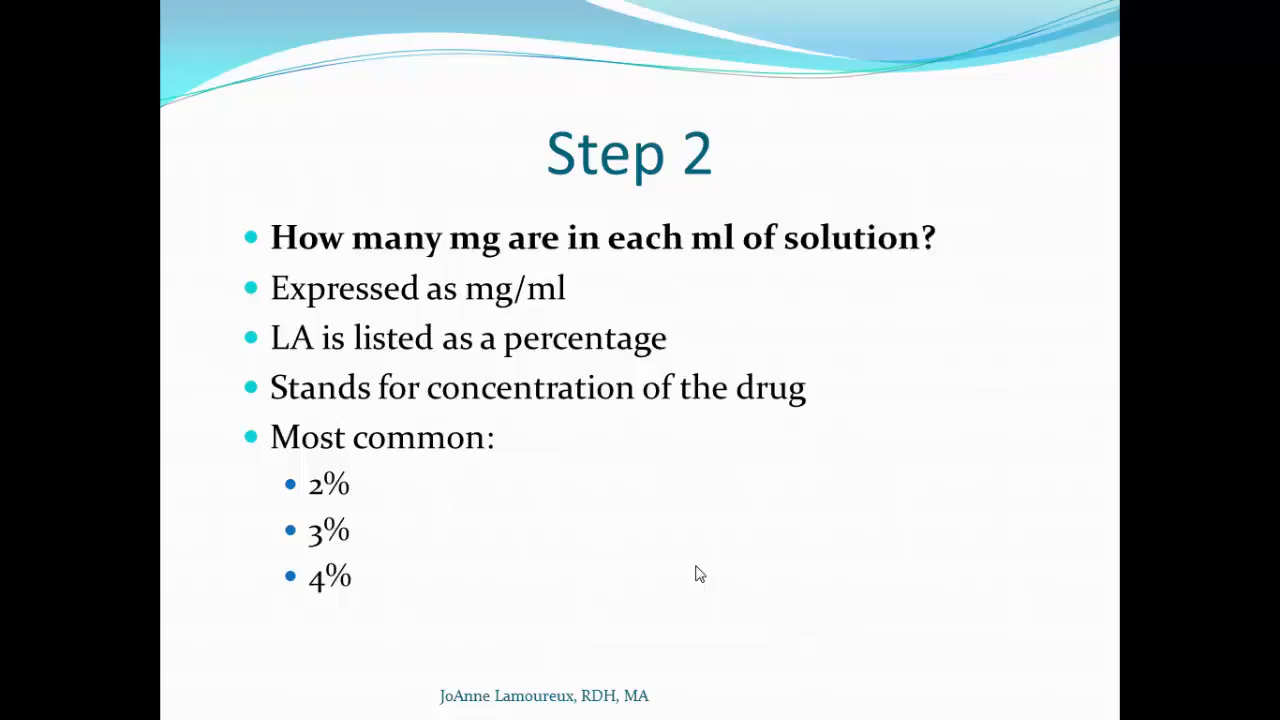 Step 2
How many mg are in each ml of solution?
Expressed as mg/ml
LA is listed as a percentage
Stands for concentration of the drug
Most common:
2%
3%
4%
JoAnne Lamoureux, RDH, MA